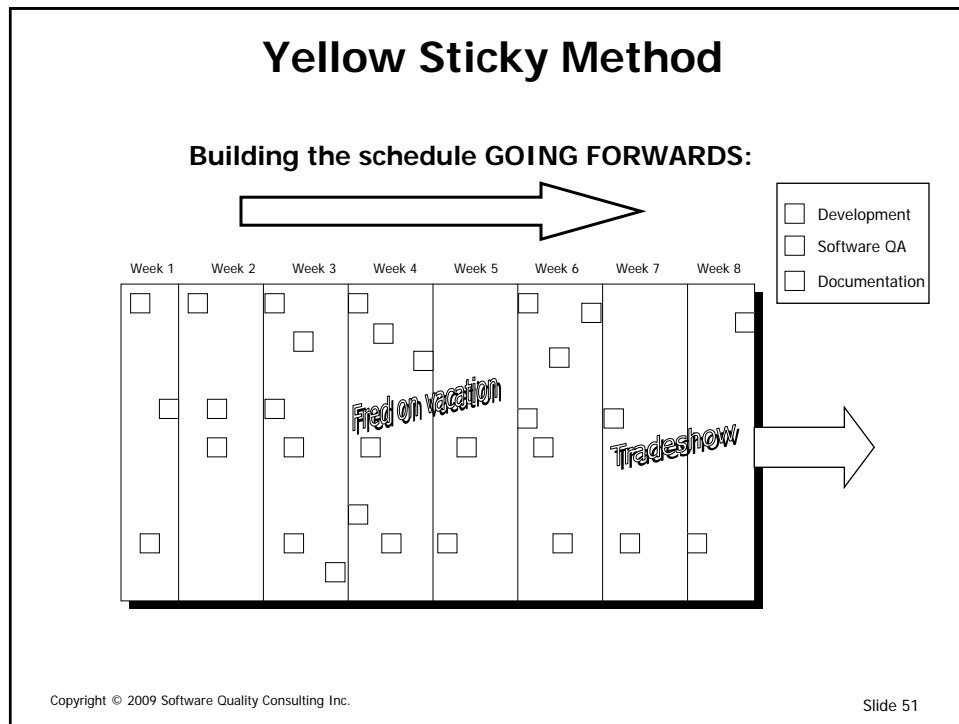 Yellow Sticky Method
Building the schedule GOING FORWARDS:
Development
Software QA
Documentation
Week 1 Week 2 Week 3 Week 4 Week 5 Week 6 Week 7 Week 8
Fred on vacation
Tradeshow
Copyright © 2009 Software Quality Consulting Inc.
Slide 51